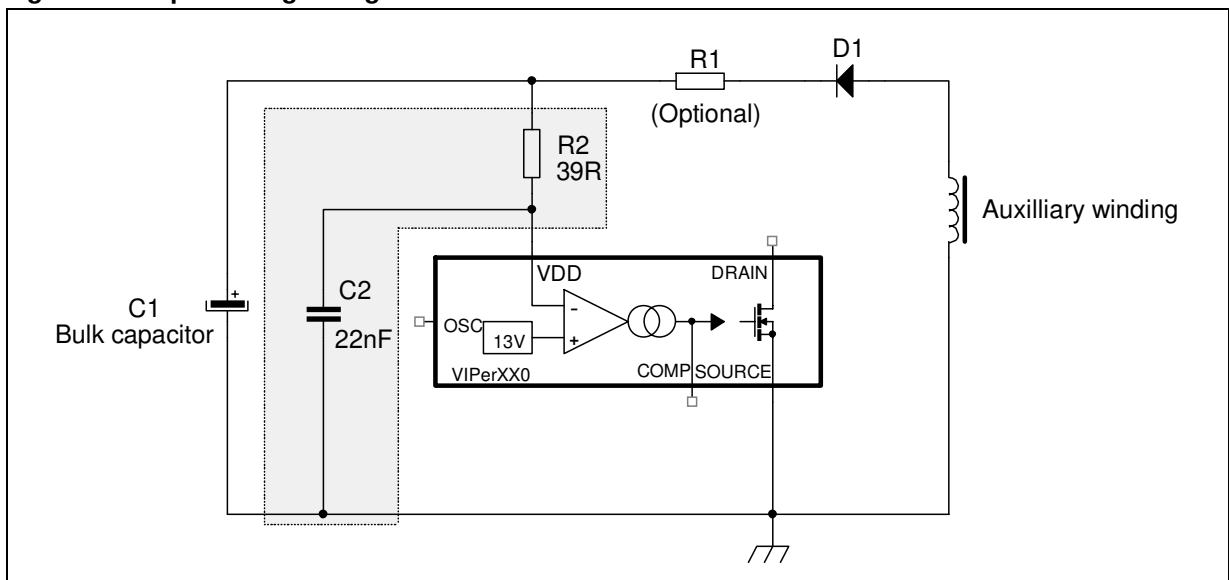 D1
R1
(Optional)
R2
39R
Auxilliary winding
VDD
DRAIN
C1
Bulk capacitor
+
C2
22nF
-
+
OSC
13V
VIPerXX0
COMP
SOURCE